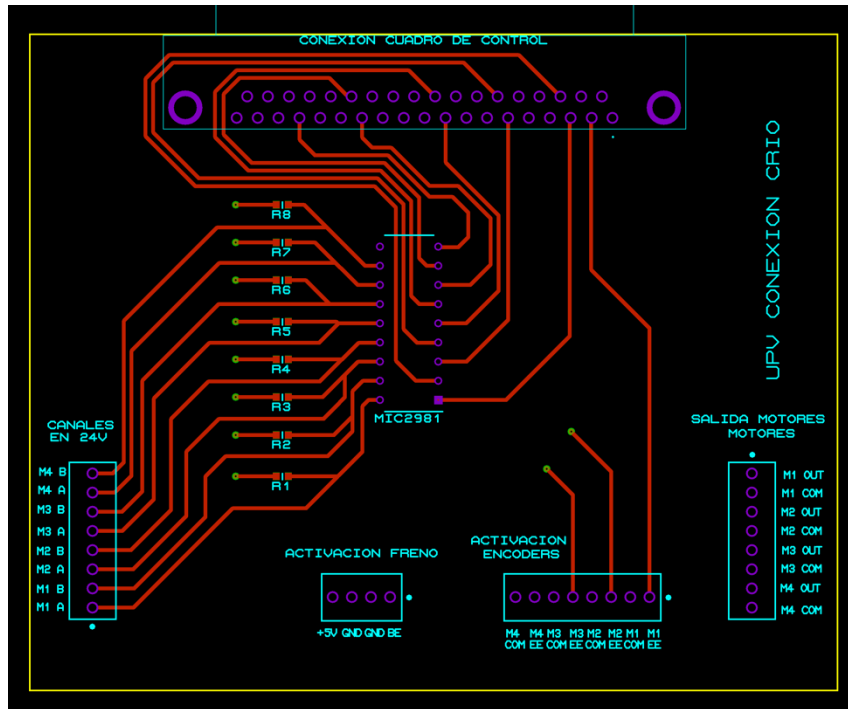 CONEXION CUADRO DE CONTROL
UPV CONEXION CRIO
R8
R7
R6
R5
R4
R3
R2
R1
MIC2981
CANALES
EN 24V
M4 B
M4 A
M3 B
M3 A
M2 B
M2 A
M1 B
M1 A
ACTIVACION FRENO
+5V GND GND BE
ACTIVACION
ENCODERS
M4 M4 M3 M3 M2 M2 M1 M1
COM EE COM EE COM EE COM EE
SALIDA MOTORES
MOTORES
M1 OUT
M1 COM
M2 OUT
M2 COM
M3 OUT
M3 COM
M4 OUT
M4 COM